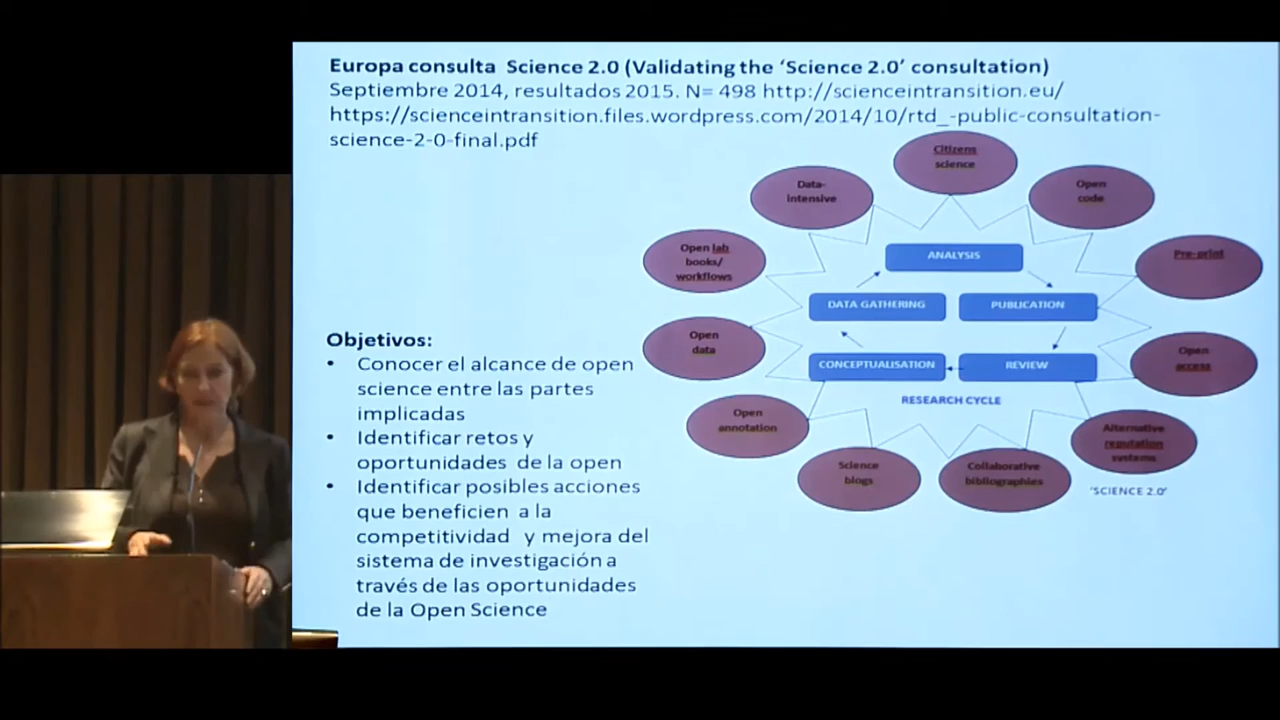 Europa consulta Science 2.0 (Validating the ‘Science 2.0’ consultation)
Septiembre 2014, resultados 2015. N= 498 http://scienceintransition.eu/
https://scienceintransition.files.wordpress.com/2014/10/rtd_-public-consultation-
science-2-0-final.pdf
Citizens
science
Data-
intensive
Open
code
Open lab
books/
workflows
ANALYSIS
Pre-print
DATA GATHERING
PUBLICATION
Open
data
CONCEPTUALISATION
REVIEW
Open
access
RESEARCH CYCLE
Open
annotation
Alternative
reputation
systems
Science
blogs
Collaborative
bibliographies
'SCIENCE 2.0'
Objetivos:
• Conocer el alcance de open
science entre las partes
implicadas
• Identificar retos y
oportunidades de la open
• Identificar posibles acciones
que beneficien a la
competitividad y mejora del
sistema de investigación a
través de las oportunidades
de la Open Science